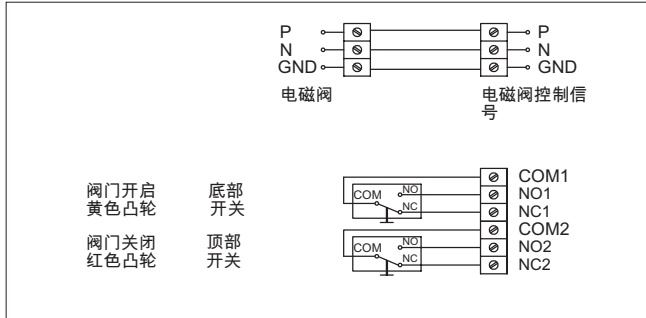 P P
N N
GND GND
电磁阀 电磁阀控制信
号
COM1
阀门开启 底部 COM NO NO1
黄色凸轮 开关 NC NC1
COM2
阀门关闭 顶部 COM NO NO2
红色凸轮 开关 NC NC2